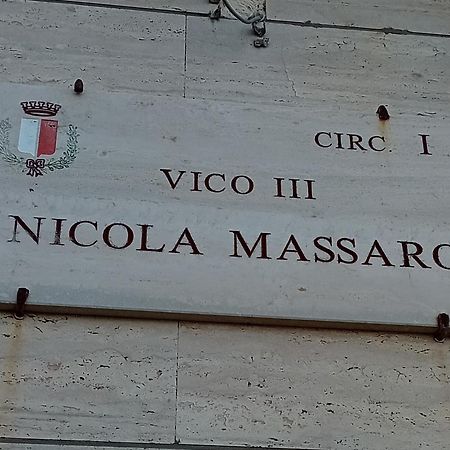 CIRC. I
VICO III
NICOLA MASSARO